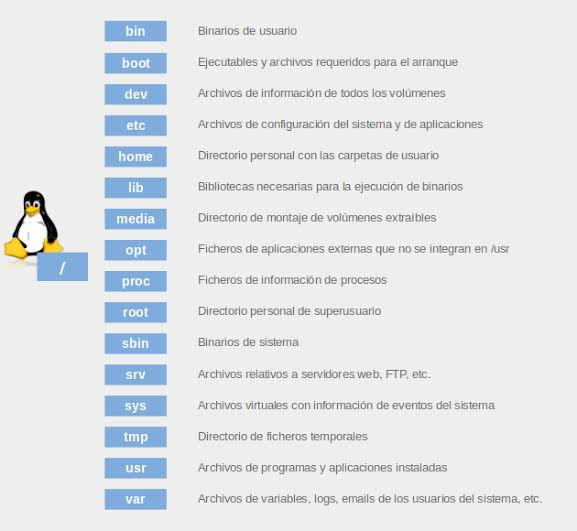 bin Binarios de usuario
boot Ejecutables y archivos requeridos para el arranque
dev Archivos de información de todos los volúmenes
etc Archivos de configuración del sistema y de aplicaciones
home Directorio personal con las carpetas de usuario
lib Bibliotecas necesarias para la ejecución de binarios
media Directorio de montaje de volúmenes extraíbles
/
opt Ficheros de aplicaciones externas que no se integran en /usr
proc Ficheros de información de procesos
root Directorio personal de superusuario
sbin Binarios de sistema
srv Archivos relativos a servidores web, FTP, etc.
sys Archivos virtuales con información de eventos del sistema
tmp Directorio de ficheros temporales
usr Archivos de programas y aplicaciones instaladas
var Archivos de variables, logs, emails de los usuarios del sistema, etc.